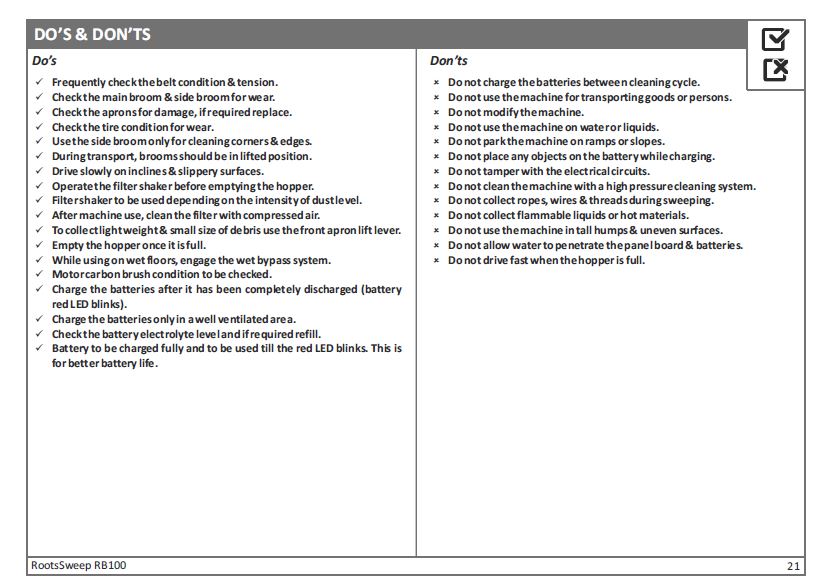 DO'S & DON'TS
Do's
✓ Frequently check the belt condition & tension.
✓ Check the main broom & side broom for wear.
✓ Check the aprons for damage, if required replace.
✓ Check the tire condition for wear.
✓ Use the side broom only for cleaning corners & edges.
✓ During transport, brooms should be in lifted position.
✓ Drive slowly on inclines & slippery surfaces.
✓ Operate the filter shaker before emptying the hopper.
✓ Filter shaker to be used depending on the intensity of dust level.
✓ After machine use, clean the filter with compressed air.
✓ To collect light weight & small size of debris use the front apron lift lever.
✓ Empty the hopper once it is full.
✓ While using on wet floors, engage the wet bypass system.
✓ Motor carbon brush condition to be checked.
✓ Charge the batteries after it has been completely discharged (battery
red LED blinks).
✓ Charge the batteries only in a well ventilated area.
✓ Check the battery electrolyte level and if required refill.
✓ Battery to be charged fully and to be used till the red LED blinks. This is
for better battery life.
Don'ts
× Do not charge the batteries between cleaning cycle.
× Do not use the machine for transporting goods or persons.
× Do not modify the machine.
× Do not use the machine on water or liquids.
× Do not park the machine on ramps or slopes.
× Do not place any objects on the battery while charging.
× Do not tamper with the electrical circuits.
× Do not clean the machine with a high pressure cleaning system.
× Do not collect ropes, wires & threads during sweeping.
× Do not collect flammable liquids or hot materials.
× Do not use the machine in tall humps & uneven surfaces.
× Do not allow water to penetrate the panel board & batteries.
× Do not drive fast when the hopper is full.
RootsSweep RB100
21